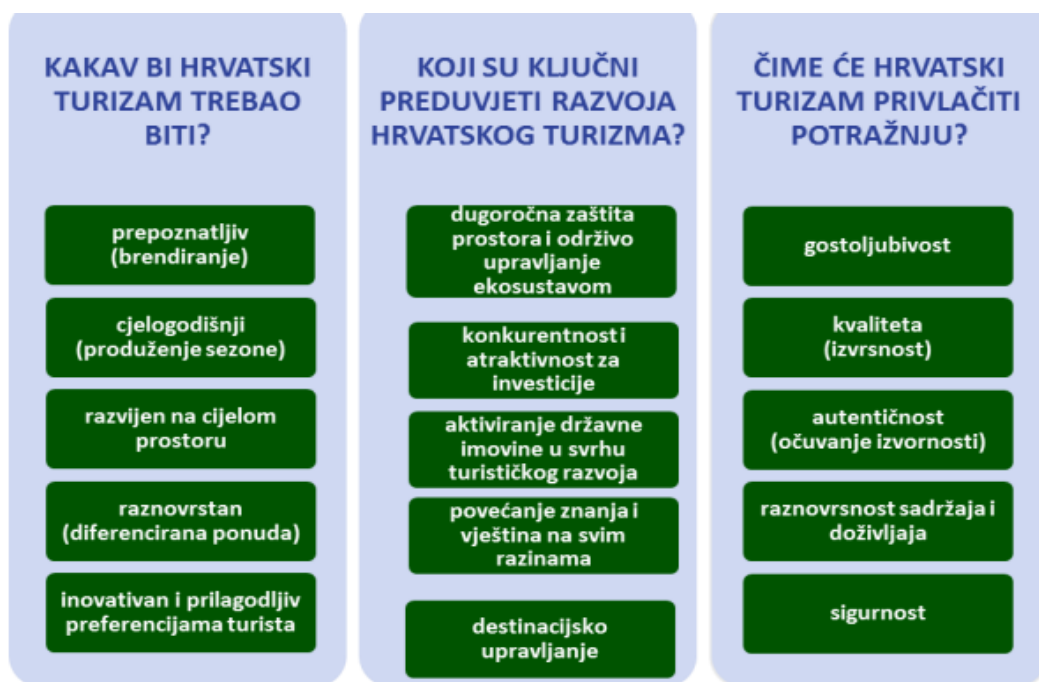 KAKAV BI HRVATSKI
TURIZAM TREBAO
BITI?
prepoznatljiv
(brendiranje)
cjelogodišnji
(produženje sezone)
razvijen na cijelom
prostoru
raznovrstan
(diferencirana ponuda)
inovativan i prilagodljiv
preferencijama turista
KOJI SU KLJUČNI
PREDUVJETI RAZVOJA
HRVATSKOG TURIZMA?
dugoročna zaštita
prostora i održivo
upravljanje
ekosustavom
konkurentnost i
atraktivnost za
investicije
aktiviranje državne
imovine u svrhu
turističkog razvoja
povećanje znanja i
vještina na svim
razinama
destinacijsko
upravljanje
ČIME ĆE HRVATSKI
TURIZAM PRIVLAČITI
POTRAŽNJU?
gostoljubivost
kvaliteta
(izvrsnost)
autentičnost
(očuvanje izvornosti)
raznovrsnost sadržaja i
doživljaja
sigurnost